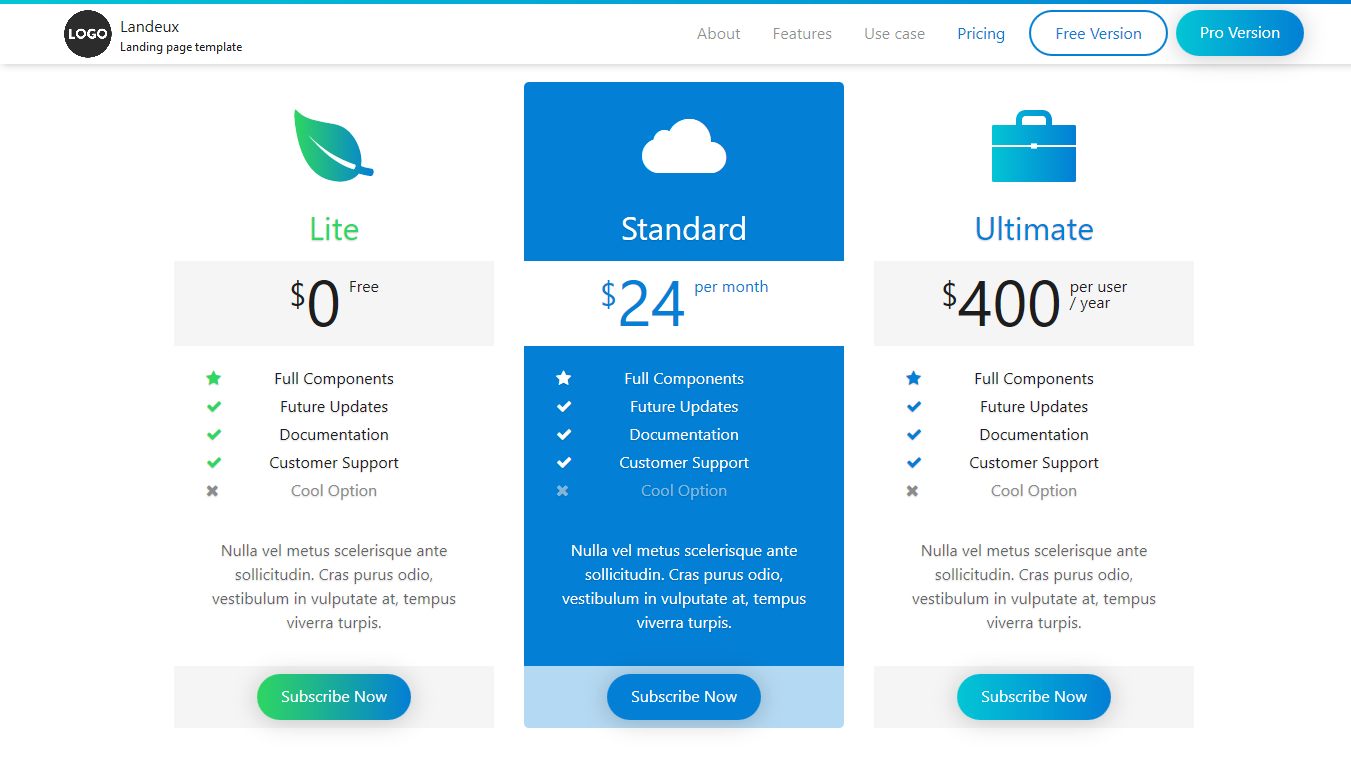 LOGO
Landeux
Landing page template
About
Features
Use case
Pricing
Free Version
Pro Version
Lite
$0 Free
Full Components
Future Updates
Documentation
Customer Support
Cool Option
Nulla vel metus scelerisque ante
sollicitudin. Cras purus odio,
vestibulum in vulputate at, tempus
viverra turpis.
Subscribe Now
Standard
$24 per month
Full Components
Future Updates
Documentation
Customer Support
Cool Option
Nulla vel metus scelerisque ante
sollicitudin. Cras purus odio,
vestibulum in vulputate at, tempus
viverra turpis.
Subscribe Now
Ultimate
$400 per user
/ year
Full Components
Future Updates
Documentation
Customer Support
Cool Option
Nulla vel metus scelerisque ante
sollicitudin. Cras purus odio,
vestibulum in vulputate at, tempus
viverra turpis.
Subscribe Now